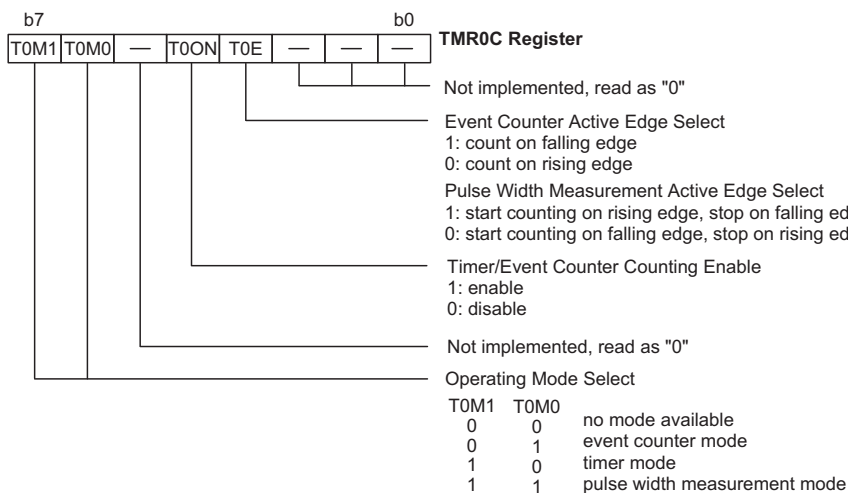 b7 b0
T0M1 T0M0 — T0ON T0E — — —
TMR0C Register
Not implemented, read as "0"
Event Counter Active Edge Select
1: count on falling edge
0: count on rising edge
Pulse Width Measurement Active Edge Select
1: start counting on rising edge, stop on falling ed
0: start counting on falling edge, stop on rising ed
Timer/Event Counter Counting Enable
1: enable
0: disable
Not implemented, read as "0"
Operating Mode Select
T0M1 T0M0
0 0 no mode available
0 1 event counter mode
1 0 timer mode
1 1 pulse width measurement mode